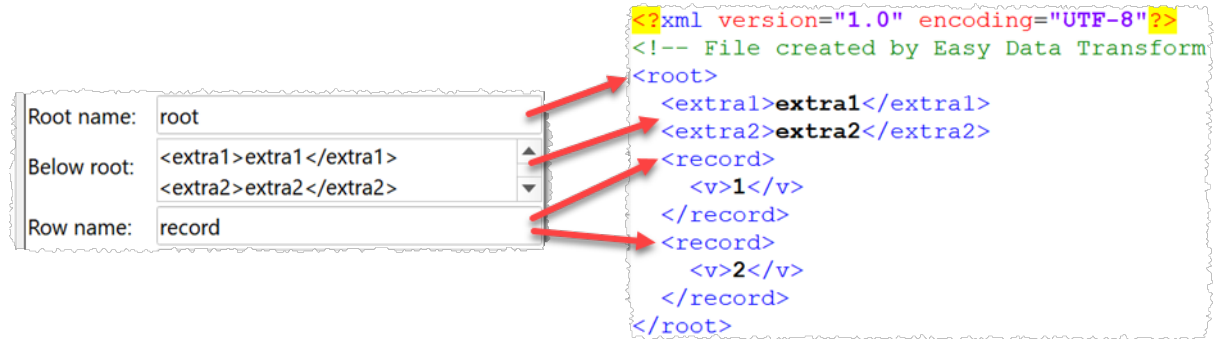 Root name: root
Below root: <extra1>extra1</extra1>
<extra2>extra2</extra2>
Row name: record
<?xml version="1.0" encoding="UTF-8"?>
<!-- File created by Easy Data Transform
<root>
<extra1>extra1</extra1>
<extra2>extra2</extra2>
<record>
<v>1</v>
</record>
<record>
<v>2</v>
</record>
</root>